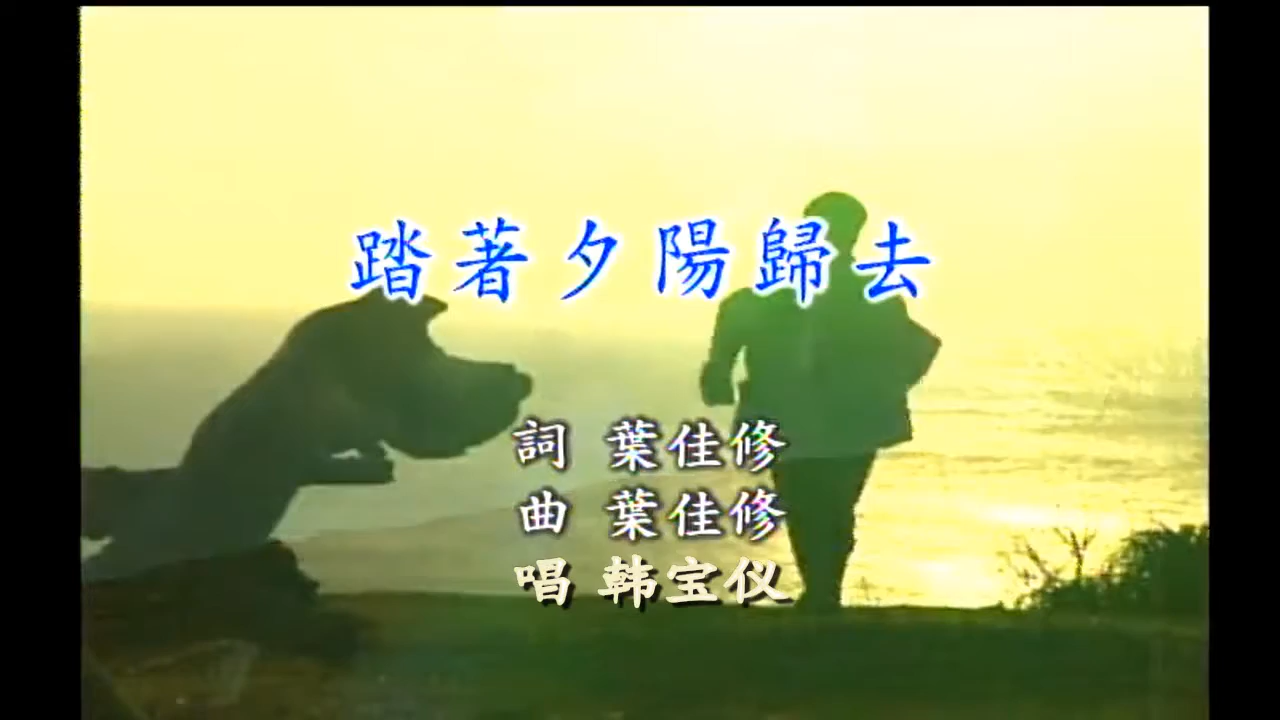 踏著夕陽歸去
詞 葉佳修
曲 葉佳修
唱 韩宝仪